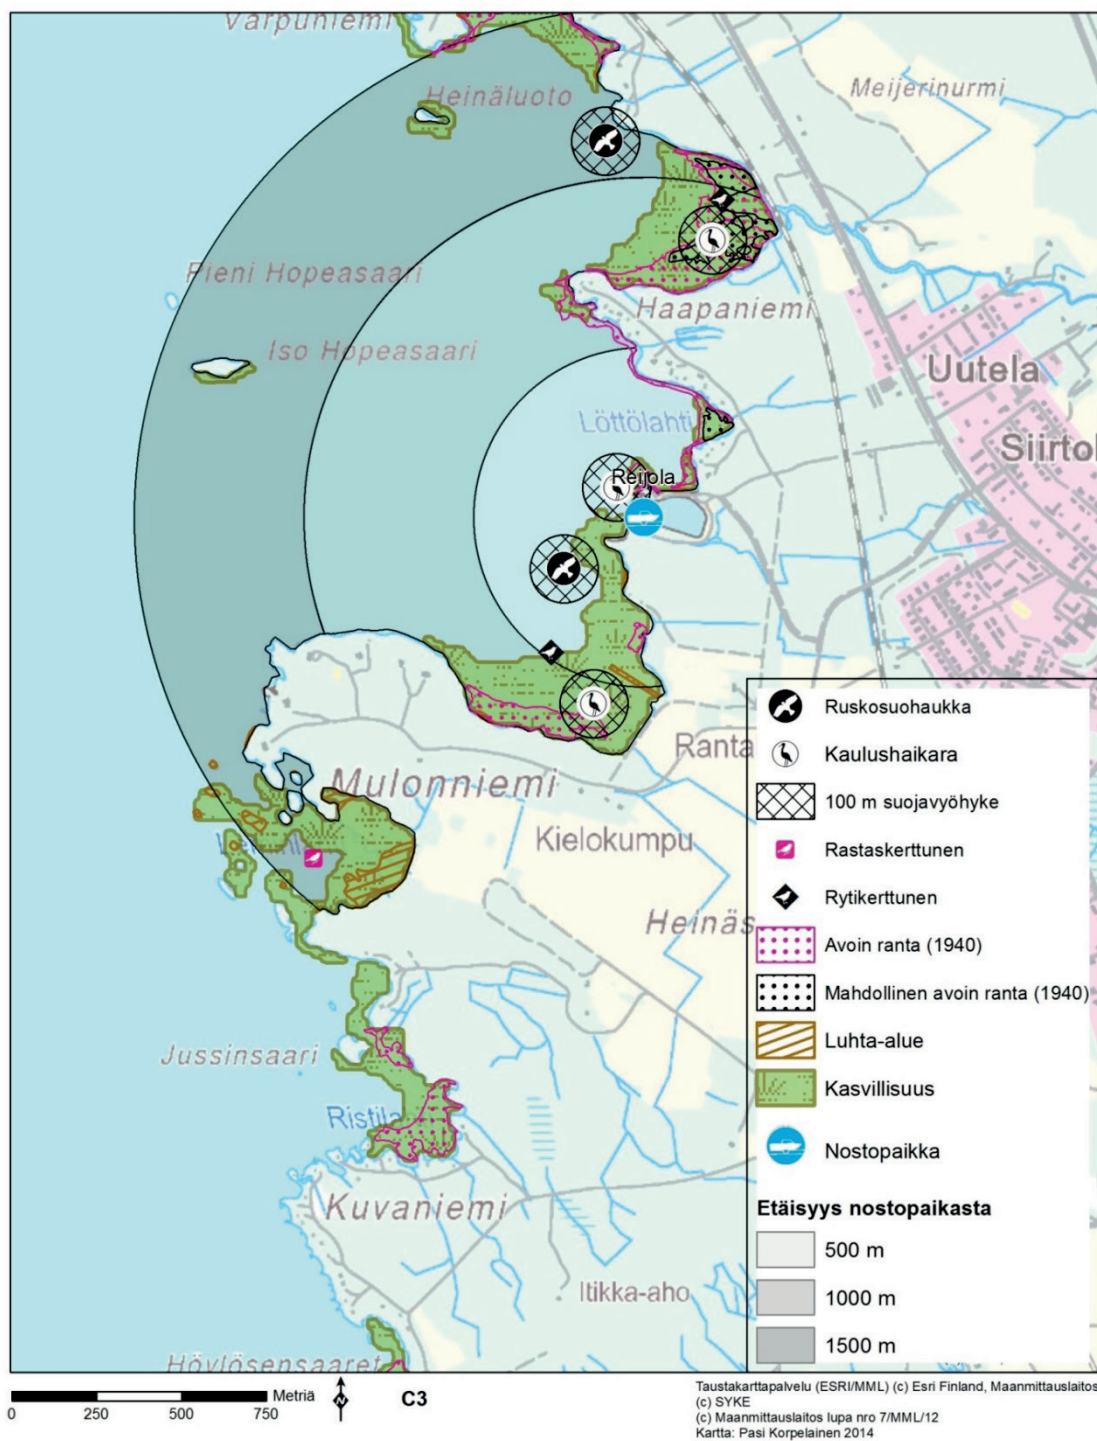 Varpuniemi
Heinäluoto
Meijerinurmi
Pieni Hopeasaari
Haapaniemi
Iso Hopeasaari
Uutela
Löttölahti
Siirtol
Reijola
Ruskosuohaukka
Kaulushaikara
100 m suojavyöhyke
Rastaskerttunen
Rytikerttunen
Avoin ranta (1940)
Mahdollinen avoin ranta (1940)
Luhta-alue
Kasvillisuus
Nostopaikka
Etäisyys nostopaikasta
500 m
1000 m
1500 m
Ranta
Mulonniemi
Kielokumpu
Heinäs
Jussinsaari
Ristila
Kuvaniemi
Itikka-aho
Höylösensaaret
Metriä
0 250 500 750
N
C3
Taustakarttapalvelu (ESRI/MML) (c) Esri Finland, Maanmittauslaitos
(c) SYKE
(c) Maanmittauslaitos lupa nro 7/MML/12
Kartta: Pasi Korpelainen 2014